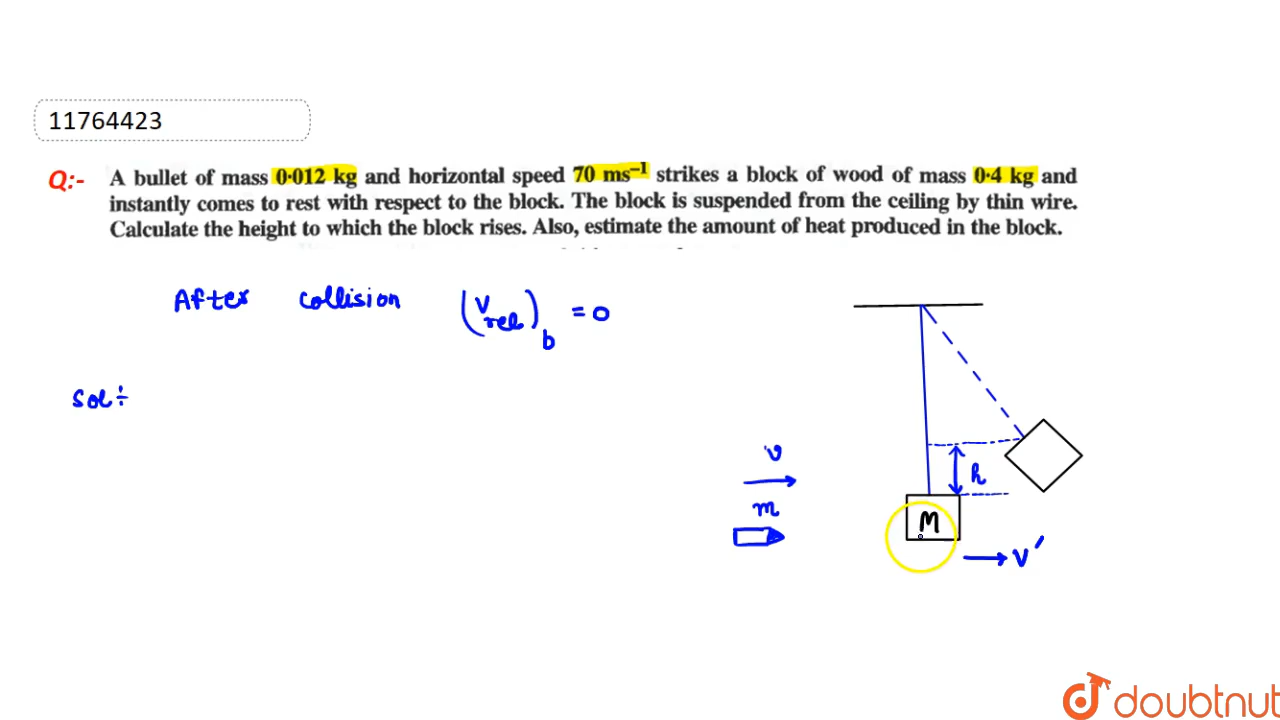 11764423
Q:- A bullet of mass 0·012 kg and horizontal speed 70 ms⁻¹ strikes a block of wood of mass 0·4 kg and
instantly comes to rest with respect to the block. The block is suspended from the ceiling by thin wire.
Calculate the height to which the block rises. Also, estimate the amount of heat produced in the block.
After collision (V rel)b = 0
Sol÷
v
h
m
M
v′
doubtnut